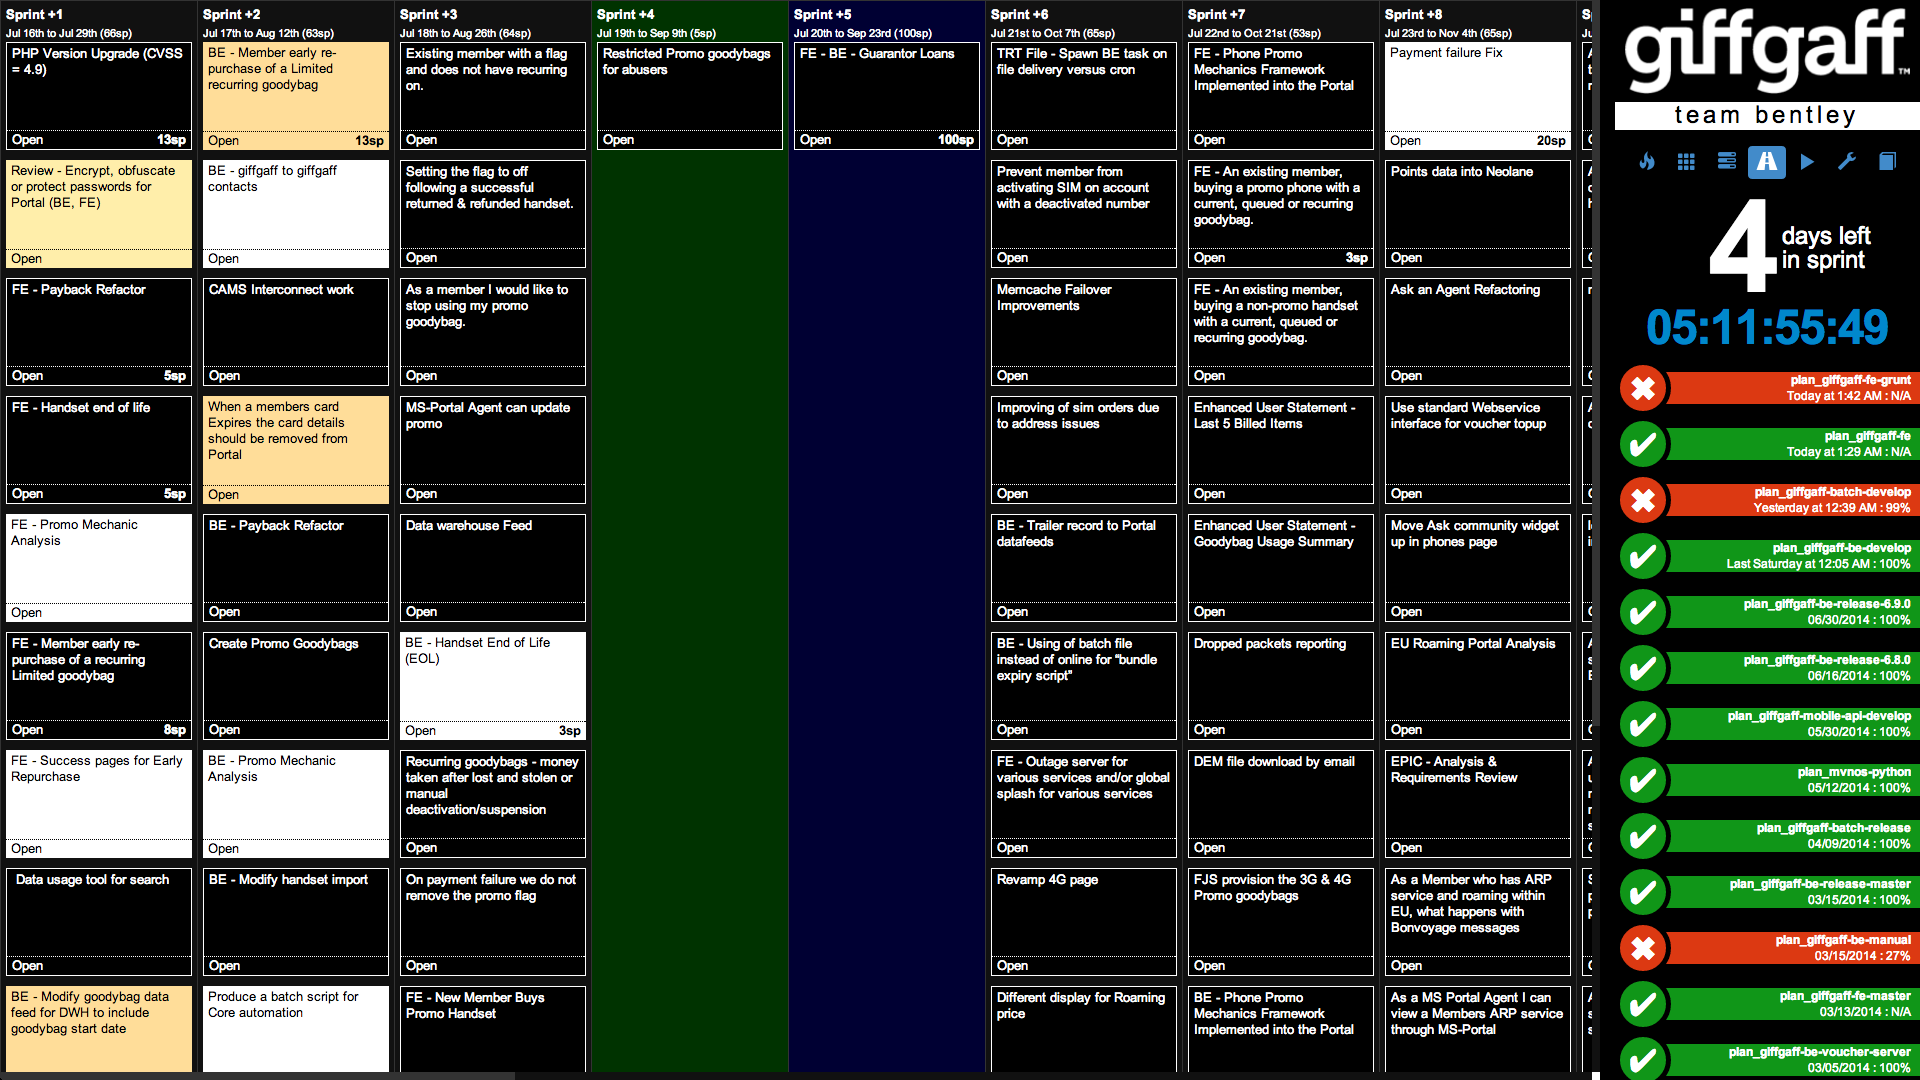 Sprint +1
Jul 16th to Jul 29th (66sp)
PHP Version Upgrade (CVSS
= 4.9)
Open 13sp
Review - Encrypt, obfuscate
or protect passwords for
Portal (BE, FE)
Open
FE - Payback Refactor
Open 5sp
FE - Handset end of life
Open 5sp
FE - Promo Mechanic
Analysis
Open
FE - Member early re-
purchase of a recurring
Limited goodybag
Open 8sp
FE - Success pages for Early
Repurchase
Open
Data usage tool for search
Open
BE - Modify goodybag data
feed for DWH to include
goodybag start date
Sprint +2
Jul 17th to Aug 12th (63sp)
BE - Member early re-
purchase of a Limited
recurring goodybag
Open 13sp
BE - giffgaff to giffgaff
contacts
Open
CAMS Interconnect work
Open
When a members card
Expires the card details
should be removed from
Portal
Open
BE - Payback Refactor
Open
Create Promo Goodybags
Open
BE - Promo Mechanic
Analysis
Open
BE - Modify handset import
Open
Produce a batch script for
Core automation
Sprint +3
Jul 18th to Aug 26th (64sp)
Existing member with a flag
and does not have recurring
on.
Open
Setting the flag to off
following a successful
returned & refunded handset.
Open
As a member I would like to
stop using my promo
goodybag.
Open
MS-Portal Agent can update
promo
Open
Data warehouse Feed
Open
BE - Handset End of Life
(EOL)
Open 3sp
Recurring goodybags - money
taken after lost and stolen or
manual
deactivation/suspension
Open
On payment failure we do not
remove the promo flag
Open
FE - New Member Buys
Promo Handset
Sprint +4
Jul 19th to Sep 9th (5sp)
Restricted Promo goodybags
for abusers
Open
Sprint +5
Jul 20th to Sep 23rd (100sp)
FE - BE - Guarantor Loans
Open 100sp
Sprint +6
Jul 21st to Oct 7th (65sp)
TRT File - Spawn BE task on
file delivery versus cron
Open
Prevent member from
activating SIM on account
with a deactivated number
Open
Memcache Failover
Improvements
Open
Improving of sim orders due
to address issues
Open
BE - Trailer record to Portal
datafeeds
Open
BE - Using of batch file
instead of online for "bundle
expiry script"
Open
FE - Outage server for
various services and/or global
splash for various services
Open
Revamp 4G page
Open
Different display for Roaming
price
Sprint +7
Jul 22nd to Oct 21st (53sp)
FE - Phone Promo
Mechanics Framework
Implemented into the Portal
Open
FE - An existing member,
buying a promo phone with a
current, queued or recurring
goodybag.
Open 3sp
FE - An existing member,
buying a non-promo handset
with a current, queued or
recurring goodybag.
Open
Enhanced User Statement -
Last 5 Billed Items
Open
Enhanced User Statement -
Goodybag Usage Summary
Open
Dropped packets reporting
Open
DEM file download by email
Open
FJS provision the 3G & 4G
Promo goodybags
Open
BE - Phone Promo
Mechanics Framework
Implemented into the Portal
Sprint +8
Jul 23rd to Nov 4th (65sp)
Payment failure Fix
Open 20sp
Points data into Neolane
Open
Ask an Agent Refactoring
Open
Use standard Webservice
interface for voucher topup
Open
Move Ask community widget
up in phones page
Open
EU Roaming Portal Analysis
Open
EPIC - Analysis &
Requirements Review
Open
As a Member who has ARP
service and roaming within
EU, what happens with
Bonvoyage messages
Open
As a MS Portal Agent I can
view a Members ARP service
through MS-Portal
giffgaff™
team bentley
4 days left
in sprint
05:11:55:49
plan_giffgaff-fe-grunt
Today at 1:42 AM : N/A
plan_giffgaff-fe
Today at 1:29 AM : N/A
plan_giffgaff-batch-develop
Yesterday at 12:39 AM : 99%
plan_giffgaff-be-develop
Last Saturday at 12:05 AM : 100%
plan_giffgaff-be-release-6.9.0
06/30/2014 : 100%
plan_giffgaff-be-release-6.8.0
06/16/2014 : 100%
plan_giffgaff-mobile-api-develop
05/30/2014 : 100%
plan_mvnos-python
05/12/2014 : 100%
plan_giffgaff-batch-release
04/09/2014 : 100%
plan_giffgaff-be-release-master
03/15/2014 : 100%
plan_giffgaff-be-manual
03/15/2014 : 27%
plan_giffgaff-fe-master
03/13/2014 : N/A
plan_giffgaff-be-voucher-server
03/05/2014 : 100%